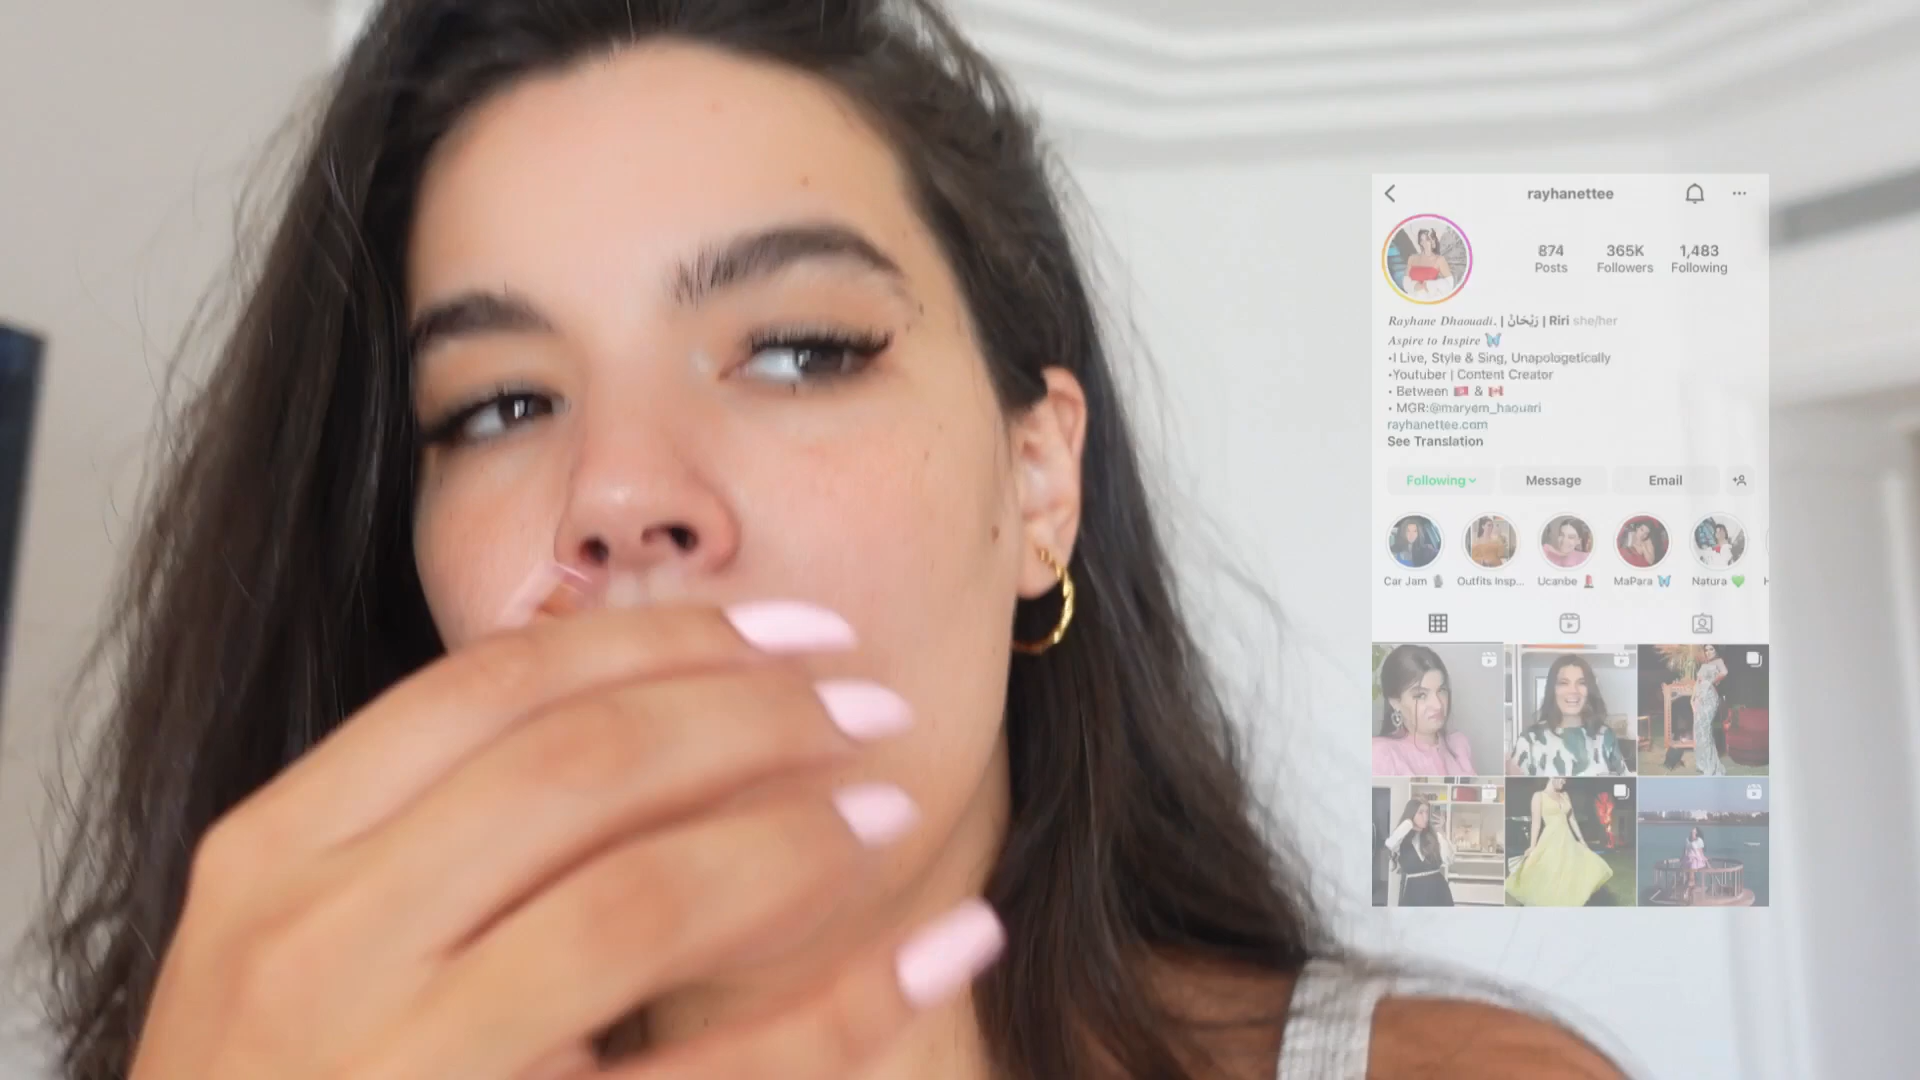 rayhanettee
874 365K 1,483
Posts Followers Following
Rayhane Dhaouadi. | رَيْحَانْ | Riri she/her
Aspire to Inspire 🦋
•I Live, Style & Sing, Unapologetically
•Youtuber | Content Creator
• Between 🇹🇳 & 🇨🇦
• MGR:@maryem_haouari
rayhanettee.com
See Translation
Following Message Email
Car Jam Outfits Insp... Ucanbe 💄 MaPara 🦋 Natura 💚 H